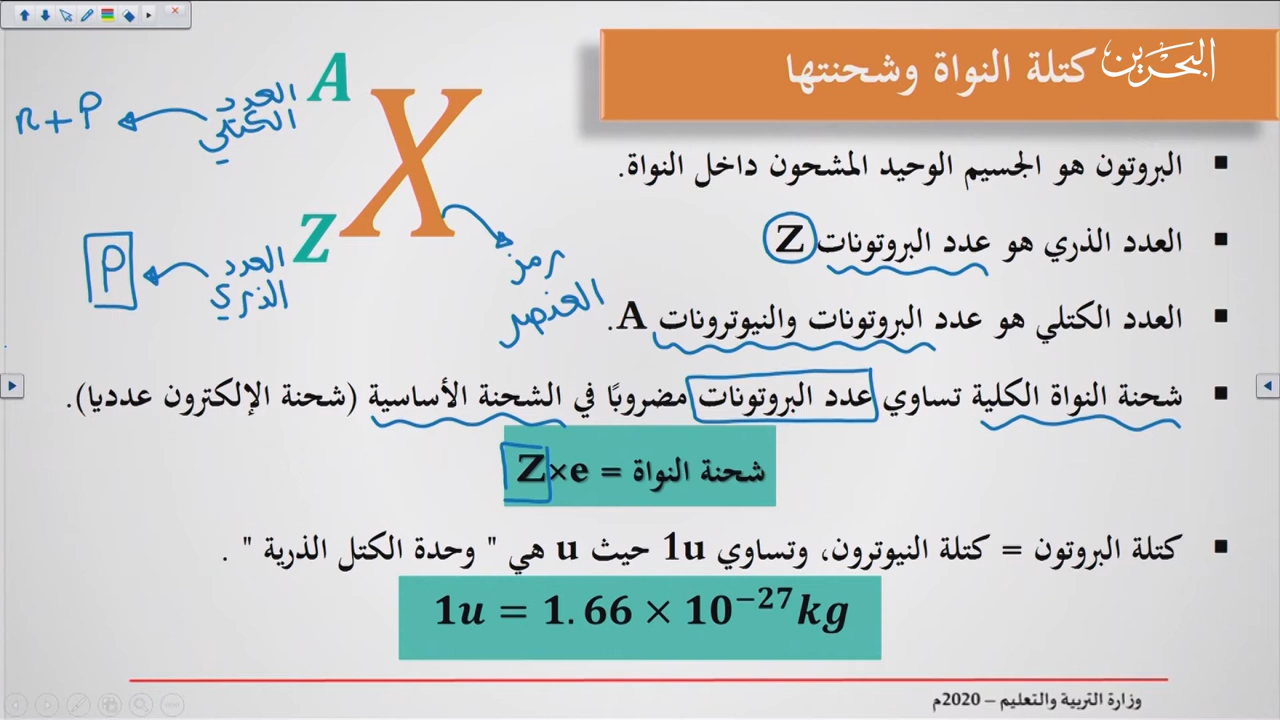 البحرين
كتلة النواة وشحنتها
البروتون هو الجسيم الوحيد المشحون داخل النواة.
العدد الذري هو عدد البروتونات Z
العدد الكتلي هو عدد البروتونات والنيوترونات A.
شحنة النواة الكلية تساوي عدد البروتونات مضروبًا في الشحنة الأساسية (شحنة الإلكترون عدديا).
شحنة النواة = Z×e
كتلة البروتون = كتلة النيوترون، وتساوي 1u حيث u هي " وحدة الكتل الذرية " .
1u = 1.66 × 10⁻²⁷ kg
A
X
Z
العدد
الكتلي
n+P
العدد
الذري
P
رمز
العنصر
وزارة التربية والتعليم – 2020م